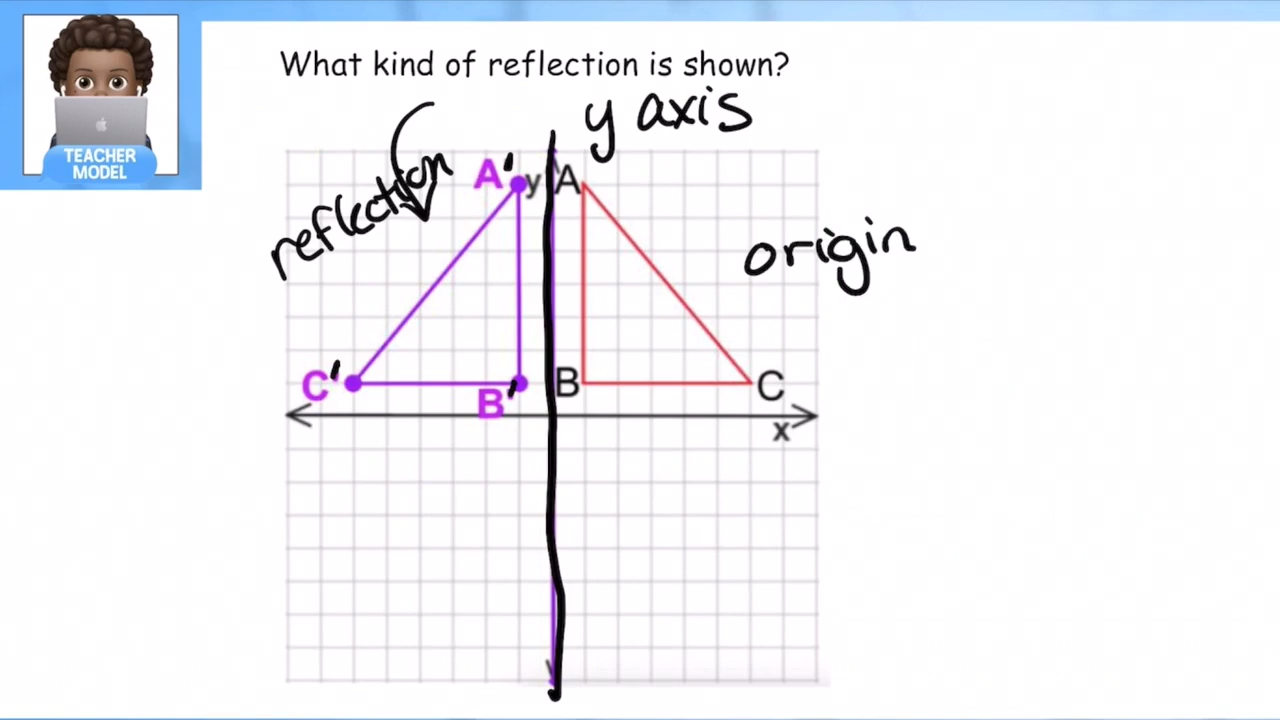 What kind of reflection is shown?
TEACHER
MODEL
y axis
reflection
A' y A
origin
C' B' B C
x